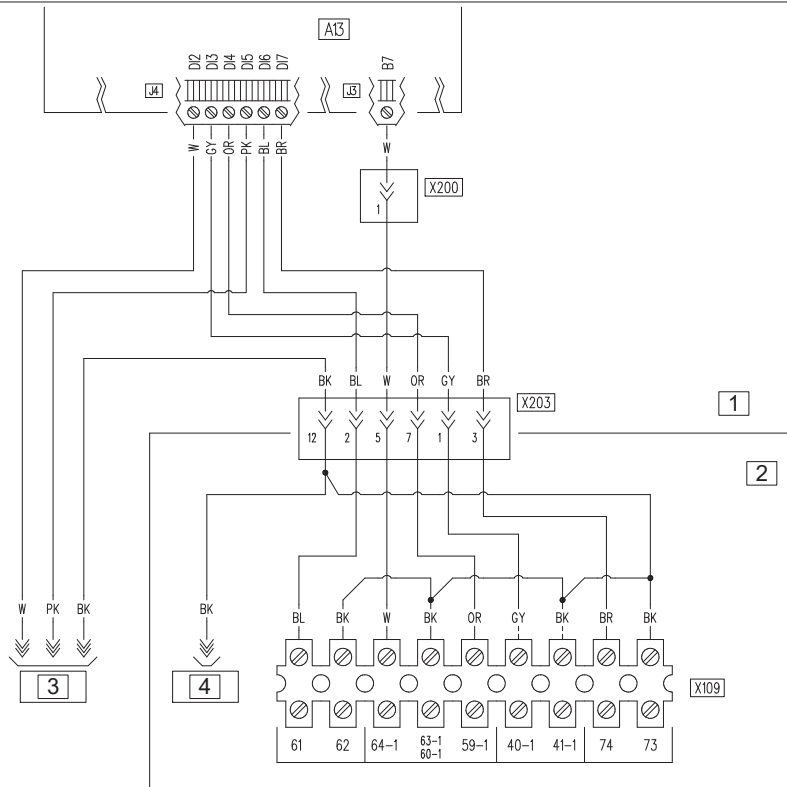 A13
DI2 DI3 DI4 DI5 DI6 DI7
B7
J4
J3
W GY OR PK BL BR
W
X200
1
BK BL W OR GY BR
X203
12 2 5 7 1 3
1
2
W PK BK
BK
BL BK W BK OR GY BK BR BK
3
4
X109
61 62 64-1 63-1 59-1 40-1 41-1 74 73
60-1